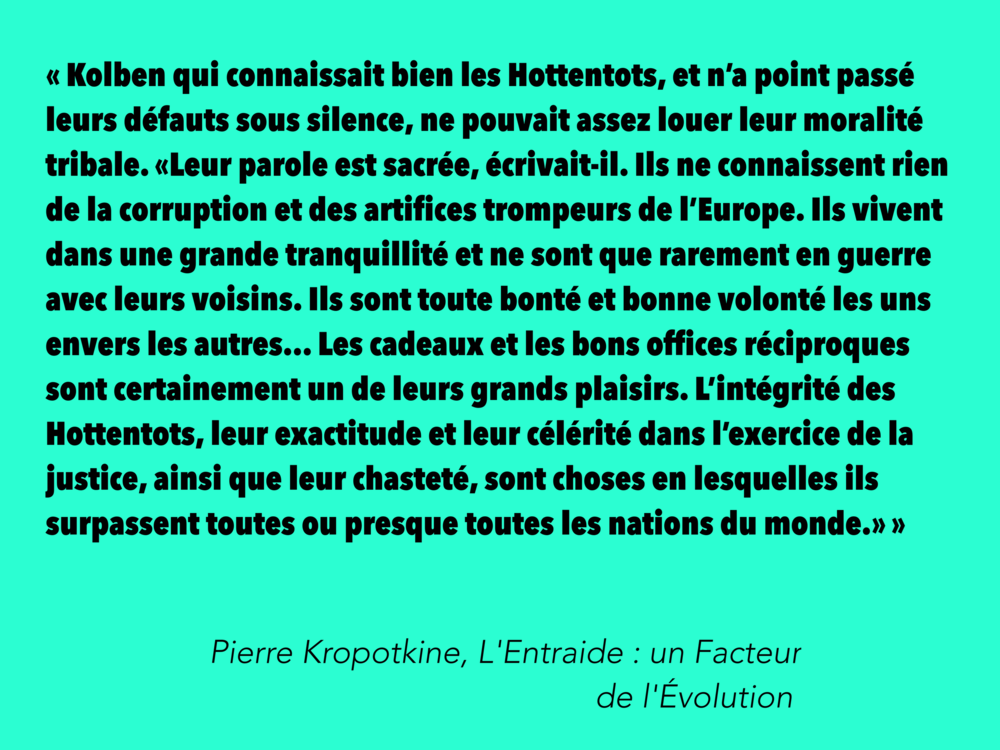 « Kolben qui connaissait bien les Hottentots, et n’a point passé
leurs défauts sous silence, ne pouvait assez louer leur moralité
tribale. «Leur parole est sacrée, écrivait-il. Ils ne connaissent rien
de la corruption et des artifices trompeurs de l’Europe. Ils vivent
dans une grande tranquillité et ne sont que rarement en guerre
avec leurs voisins. Ils sont toute bonté et bonne volonté les uns
envers les autres... Les cadeaux et les bons offices réciproques
sont certainement un de leurs grands plaisirs. L’intégrité des
Hottentots, leur exactitude et leur célérité dans l’exercice de la
justice, ainsi que leur chasteté, sont choses en lesquelles ils
surpassent toutes ou presque toutes les nations du monde.» »
Pierre Kropotkine, L'Entraide : un Facteur
de l'Évolution